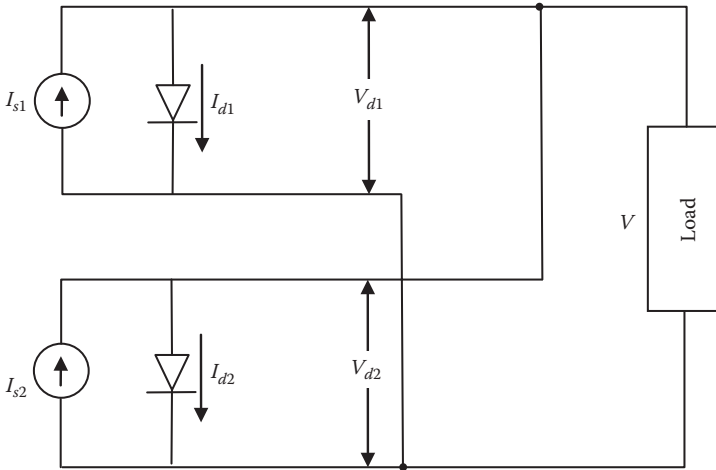 I_{s1}
I_{d1}
V_{d1}
V
Load
I_{s2}
I_{d2}
V_{d2}